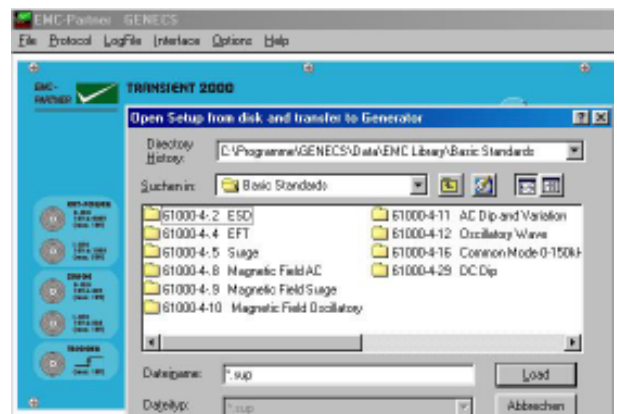 EMC-Partner GENECS
File Protocol LogFile Interface Options Help
EMC-PARTNER
TRANSIENT 2000
Open Setup from disk and transfer to Generator
Directory History:
C:\Programme\GENECS\Data\EMC Library\Basic Standards
Suchen in: Basic Standards
61000-4-.2 ESD
61000-4-.4 EFT
61000-4-.5 Surge
61000-4-.8 Magnetic Field AC
61000-4-.9 Magnetic Field Surge
61000-4-10 Magnetic Field Oscillatory
61000-4-11 AC Dip and Variation
61000-4-12 Oscillatory Wave
61000-4-16 Common Mode 0-150kH
61000-4-29 DC Dip
Dateiname: *.sup
Load
Dateityp: *.sup
Abbrechen